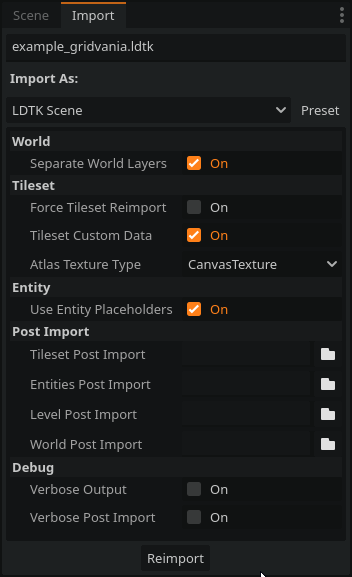 Scene Import
example_gridvania.ldtk
Import As:
LDTK Scene Preset
World
Separate World Layers On
Tileset
Force Tileset Reimport On
Tileset Custom Data On
Atlas Texture Type CanvasTexture
Entity
Use Entity Placeholders On
Post Import
Tileset Post Import
Entities Post Import
Level Post Import
World Post Import
Debug
Verbose Output On
Verbose Post Import On
Reimport